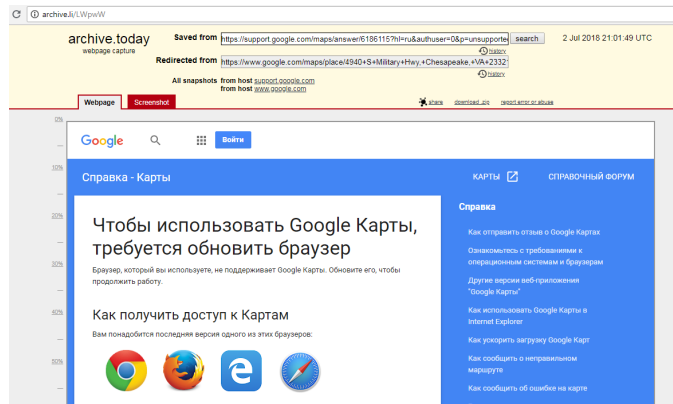 archive.li/LWpwW
archive.today
webpage capture
Saved from
https://support.google.com/maps/answer/6186115?hl=ru&authuser=0&p=unsupported
search
2 Jul 2018 21:01:49 UTC
history
Redirected from
https://www.google.com/maps/place/4940+S+Military+Hwy,+Chesapeake,+VA+2332
history
All snapshots from host support.google.com
from host www.google.com
Webpage Screenshot
share download .zip report error or abuse
0%
Google
Войти
10%
Справка - Карты
КАРТЫ СПРАВОЧНЫЙ ФОРУМ
20%
Чтобы использовать Google Карты,
требуется обновить браузер
30%
Браузер, который вы используете, не поддерживает Google Карты. Обновите его, чтобы
продолжить работу.
40%
Как получить доступ к Картам
Вам понадобится последняя версия одного из этих браузеров:
50%
Справка
Как отправить отзыв о Google Картах
Ознакомьтесь с требованиями к
операционным системам и браузерам
Другие версии веб-приложения
"Google Карты"
Как использовать Google Карты в
Internet Explorer
Как ускорить загрузку Google Карт
Как сообщить о неправильном
маршруте
Как сообщить об ошибке на карте